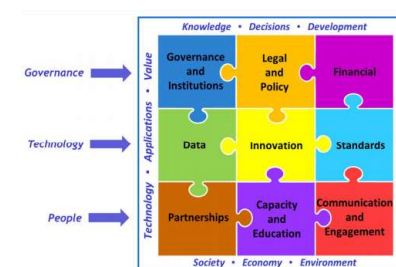 Knowledge • Decisions • Development
Governance
Technology
People
Technology • Applications • Value
Governance
and
Institutions
Legal
and
Policy
Financial
Data
Innovation
Standards
Partnerships
Capacity
and
Education
Communication
and
Engagement
Society • Economy • Environment